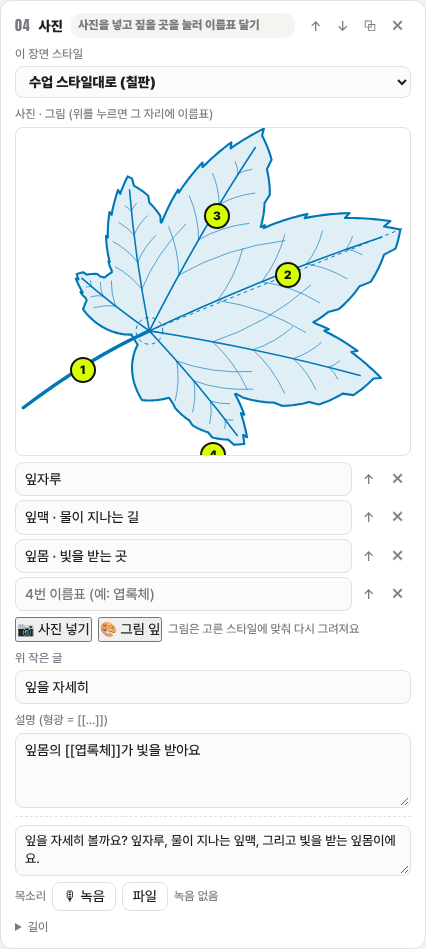 04 사진 사진을 넣고 짚을 곳을 눌러 이름표 달기
이 장면 스타일
수업 스타일대로 (칠판)
사진 · 그림 (위를 누르면 그 자리에 이름표)
3
2
1
4
잎자루
잎맥 · 물이 지나는 길
잎몸 · 빛을 받는 곳
4번 이름표 (예: 엽록체)
📷 사진 넣기 🎨 그림 잎 그림은 고른 스타일에 맞춰 다시 그려져요
위 작은 글
잎을 자세히
설명 (형광 = [[...]])
잎몸의 [[엽록체]]가 빛을 받아요
잎을 자세히 볼까요? 잎자루, 물이 지나는 잎맥, 그리고 빛을 받는 잎몸이에
요.
목소리 🎙 녹음 파일 녹음 없음
▶ 길이